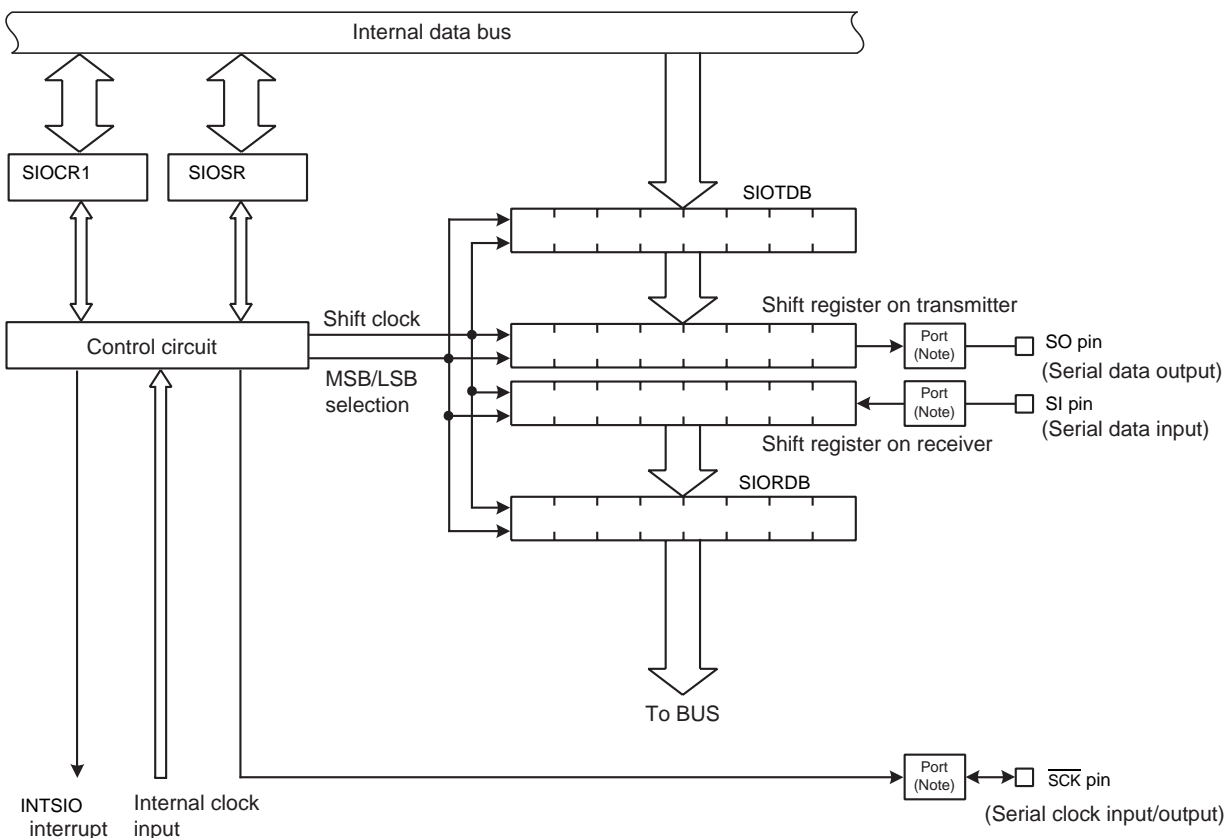 Internal data bus
SIOCR1
SIOSR
SIOTDB
Shift clock
Shift register on transmitter
Control circuit
Port
(Note)
SO pin
(Serial data output)
MSB/LSB
selection
Port
(Note)
SI pin
(Serial data input)
Shift register on receiver
SIORDB
To BUS
Port
(Note)
S̅C̅K̅ pin
(Serial clock input/output)
INTSIO
interrupt
Internal clock
input